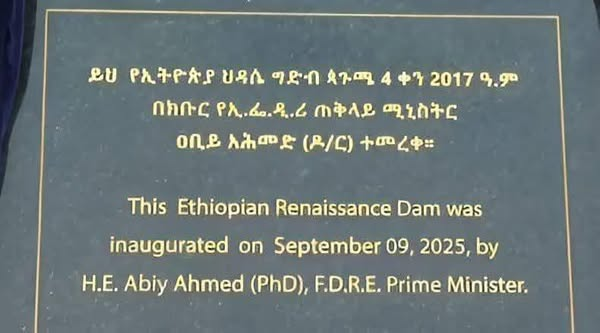 ይህ የኢትዮጵያ ህዳሴ ግድብ ጳጉሜ 4 ቀን 2017 ዓ.ም
በክቡር የኢ.ፌ.ዲ.ሪ ጠቅላይ ሚኒስትር
ዐቢይ አሕመድ (ዶ/ር) ተመረቀ።
This Ethiopian Renaissance Dam was
inaugurated on September 09, 2025, by
H.E. Abiy Ahmed (PhD), F.D.R.E. Prime Minister.